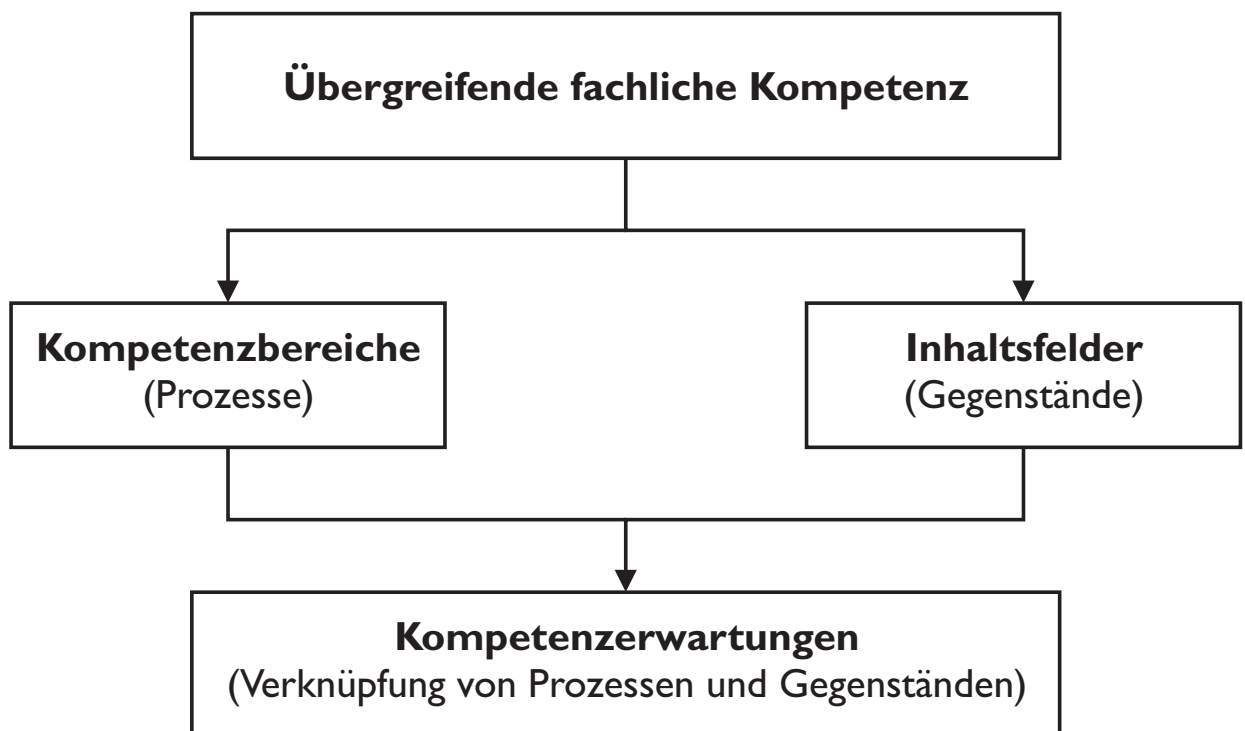 Übergreifende fachliche Kompetenz
Kompetenzbereiche
(Prozesse)
Inhaltsfelder
(Gegenstände)
Kompetenzerwartungen
(Verknüpfung von Prozessen und Gegenständen)